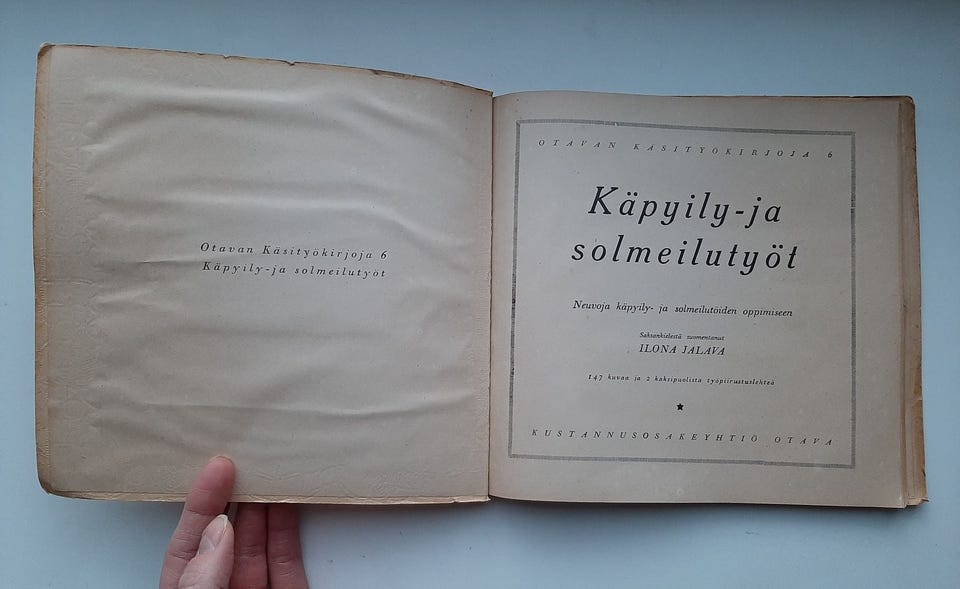 Otavan Käsityökirjoja 6
Käpyily-ja solmeilutyöt
OTAVAN KÄSITYÖKIRJOJA 6
Käpyily-ja
solmeilutyöt
Neuvoja käpyily- ja solmeilutöiden oppimiseen
Saksankielestä suomentanut
ILONA JALAVA
147 kuvaa ja 2 kaksipuolista työpiirustuslehteä
KUSTANNUSOSAKEYHTIÖ OTAVA